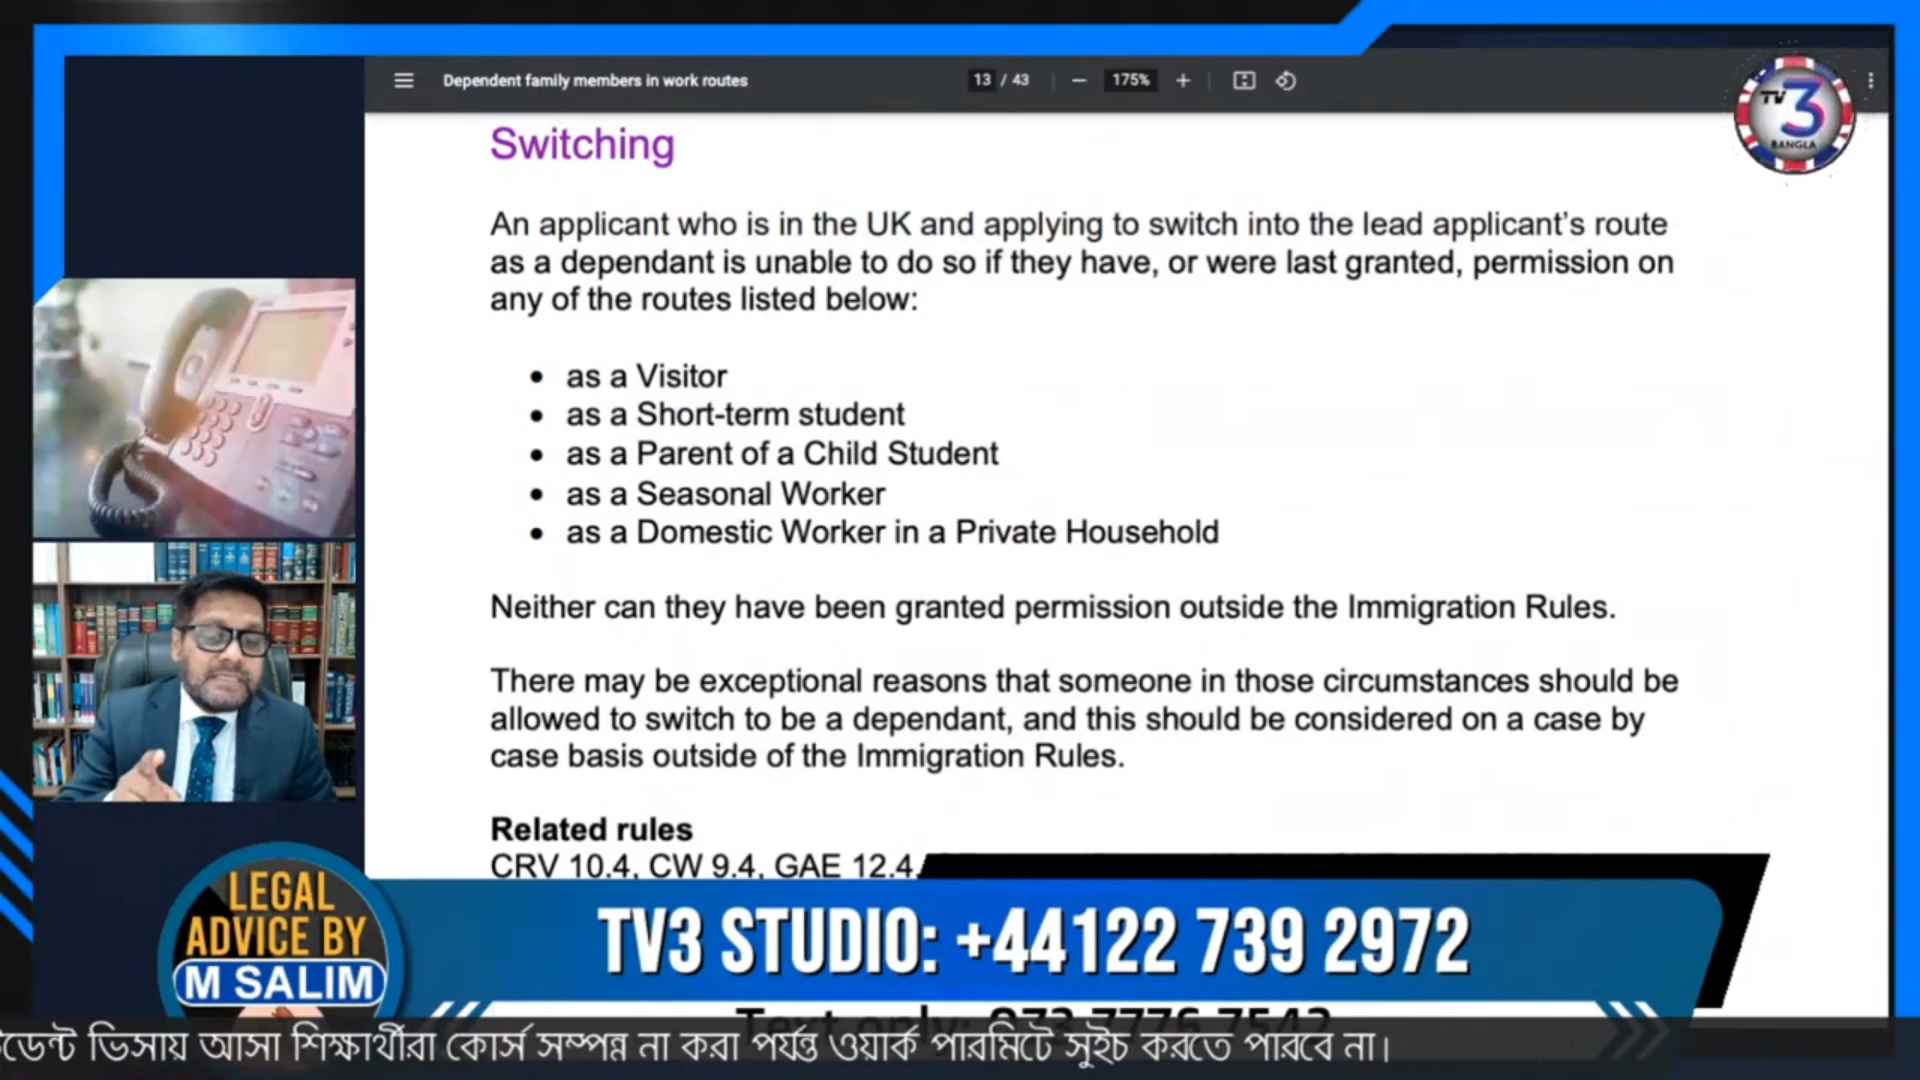 Dependent family members in work routes
13 / 43
175%
TV
3
BANGLA
Switching
An applicant who is in the UK and applying to switch into the lead applicant's route
as a dependant is unable to do so if they have, or were last granted, permission on
any of the routes listed below:
• as a Visitor
• as a Short-term student
• as a Parent of a Child Student
• as a Seasonal Worker
• as a Domestic Worker in a Private Household
Neither can they have been granted permission outside the Immigration Rules.
There may be exceptional reasons that someone in those circumstances should be
allowed to switch to be a dependant, and this should be considered on a case by
case basis outside of the Immigration Rules.
Related rules
CRV 10.4, CW 9.4, GAE 12.4,
LEGAL
ADVICE BY
M SALIM
TV3 STUDIO: +44122 739 2972
ভিসায় আসা শিক্ষার্থীরা কোর্স সম্পন্ন না করা পর্যন্ত ওয়ার্ক পারমিটে সুইচ করতে পারবে না।